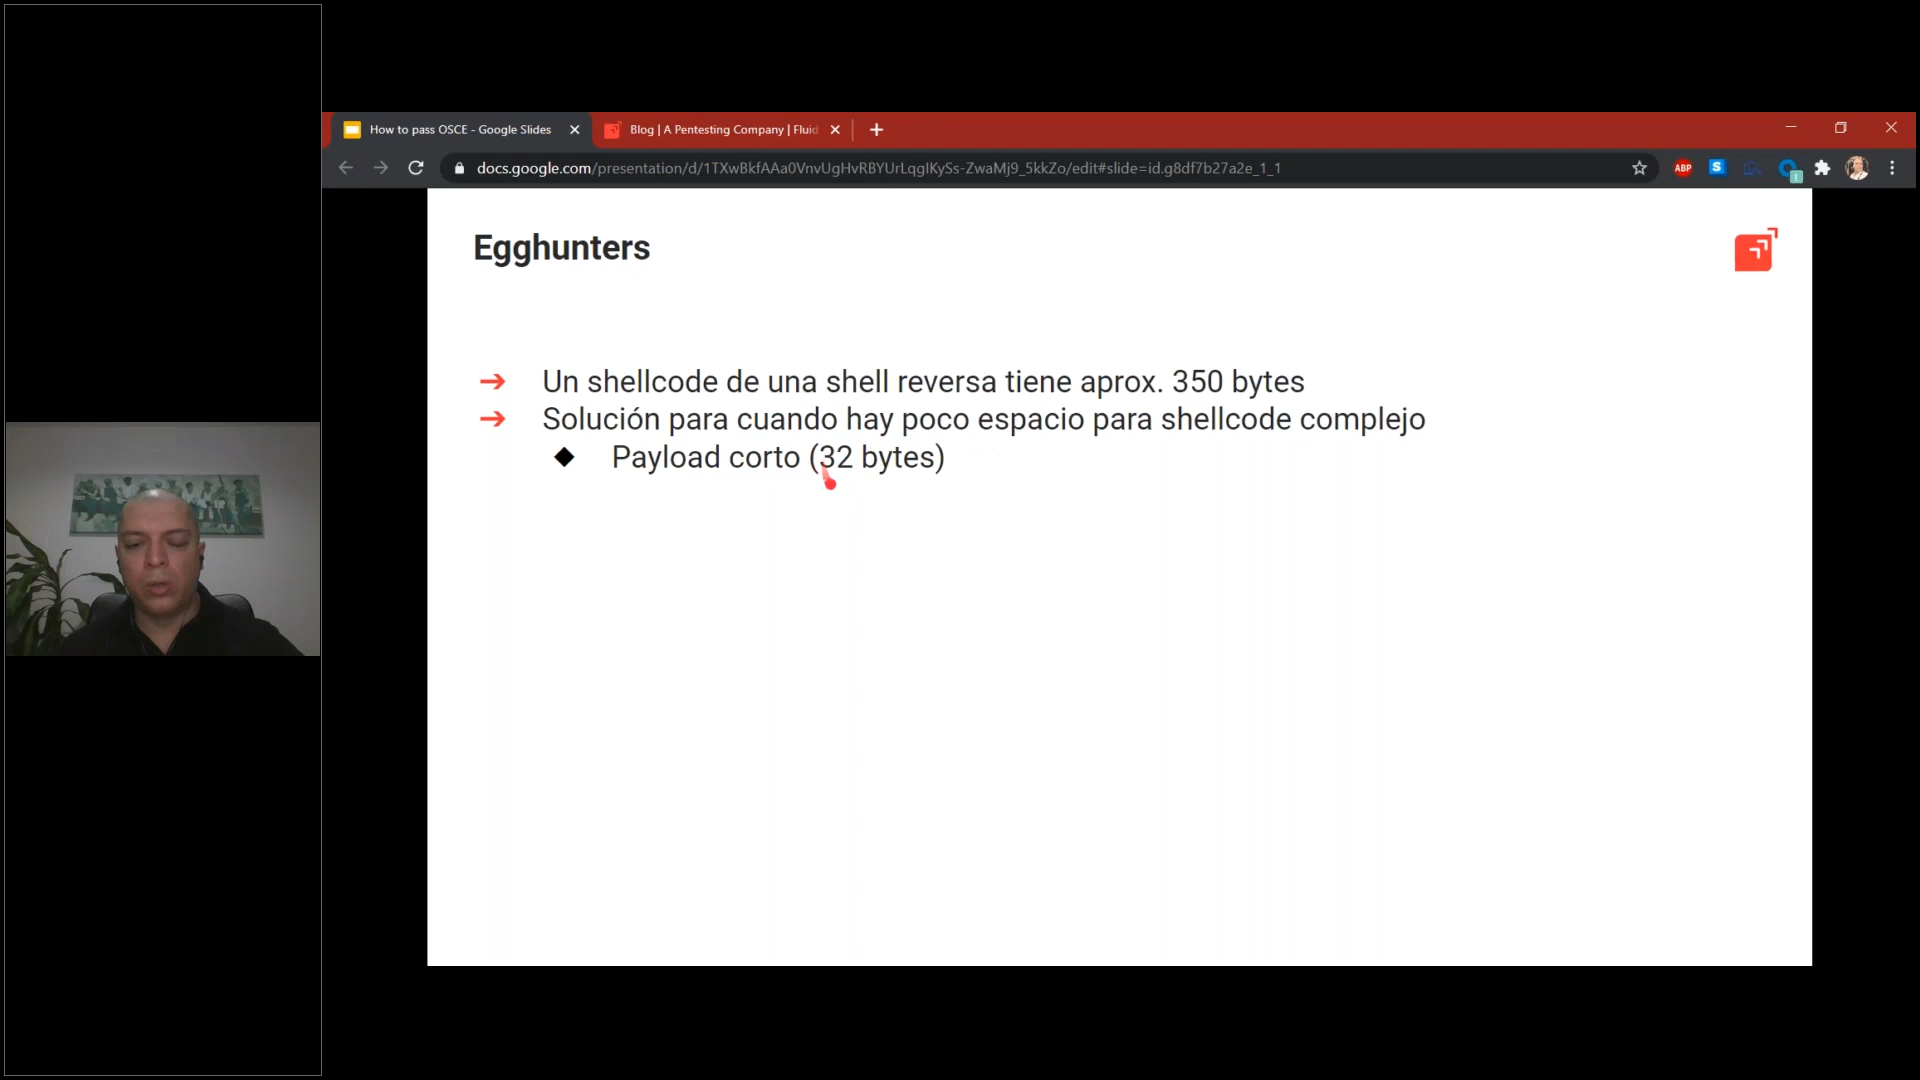 How to pass OSCE - Google Slides
Blog | A Pentesting Company | Fluid
docs.google.com/presentation/d/1TXwBkfAAa0VnvUgHvRBYUrLqgIKySs-ZwaMj9_5kkZo/edit#slide=id.g8df7b27a2e_1_1
ABP
S
Egghunters
➔ Un shellcode de una shell reversa tiene aprox. 350 bytes
➔ Solución para cuando hay poco espacio para shellcode complejo
◆ Payload corto (32 bytes)